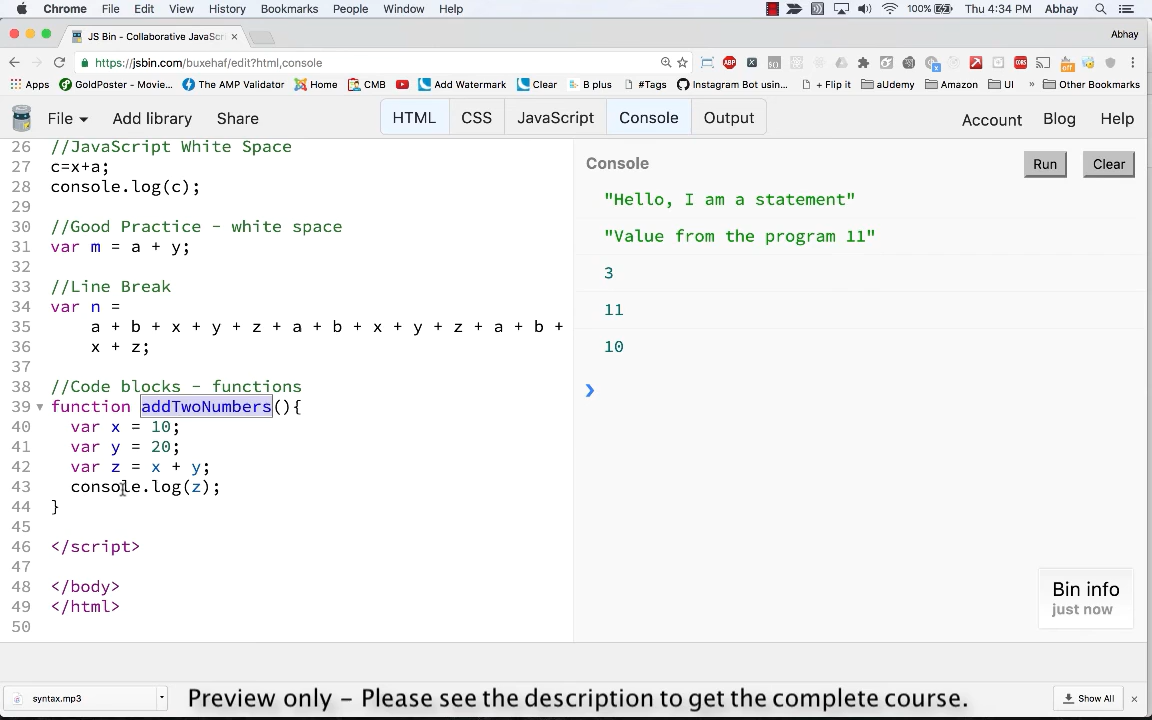 Chrome File Edit View History Bookmarks People Window Help 100% Thu 4:34 PM Abhay
JS Bin - Collaborative JavaScri Abhay
https://jsbin.com/buxehaf/edit?html,console
Apps GoldPoster - Movie... The AMP Validator Home CMB Add Watermark Clear B plus #Tags Instagram Bot usin... + Flip it aUdemy Amazon UI » Other Bookmarks
File Add library Share HTML CSS JavaScript Console Output Account Blog Help
26 //JavaScript White Space
27 c=x+a;
28 console.log(c);
29
30 //Good Practice - white space
31 var m = a + y;
32
33 //Line Break
34 var n =
35 a + b + x + y + z + a + b + x + y + z + a + b +
36 x + z;
37
38 //Code blocks - functions
39 function addTwoNumbers(){
40 var x = 10;
41 var y = 20;
42 var z = x + y;
43 console.log(z);
44 }
45
46 </script>
47
48 </body>
49 </html>
50
Console Run Clear
"Hello, I am a statement"
"Value from the program 11"
3
11
10
Bin info
just now
syntax.mp3 Show All
Preview only – Please see the description to get the complete course.